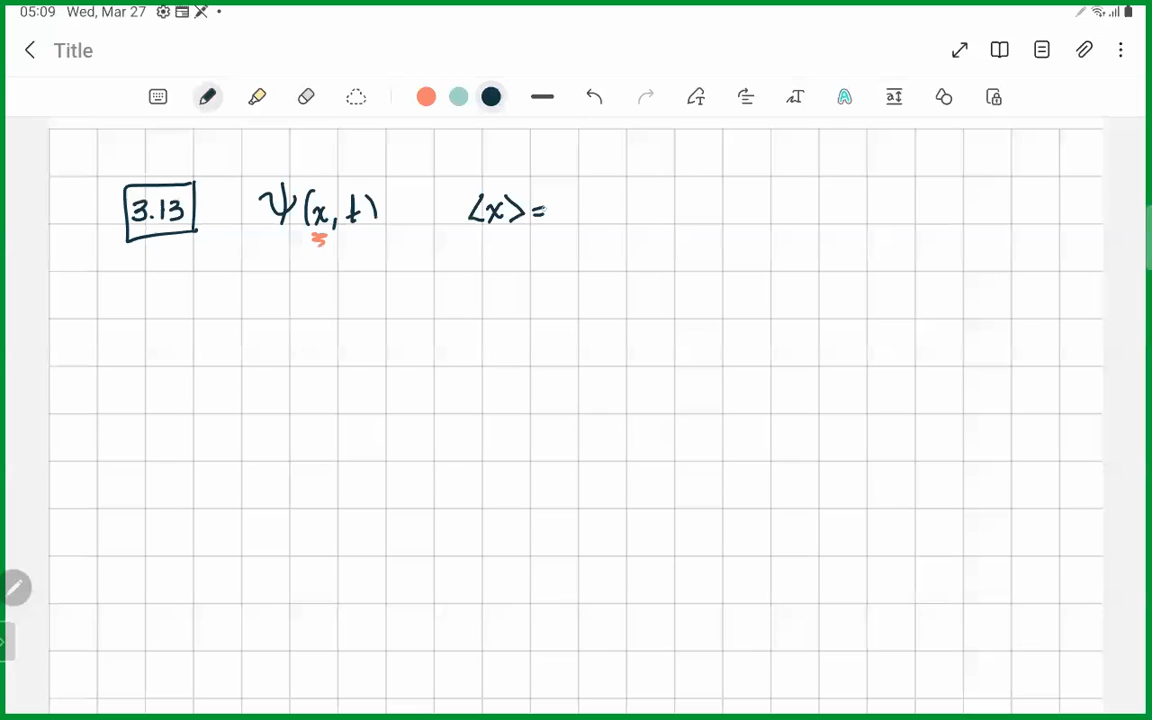 05:09 Wed, Mar 27
Title
3.13 ψ(x, t) <x> =